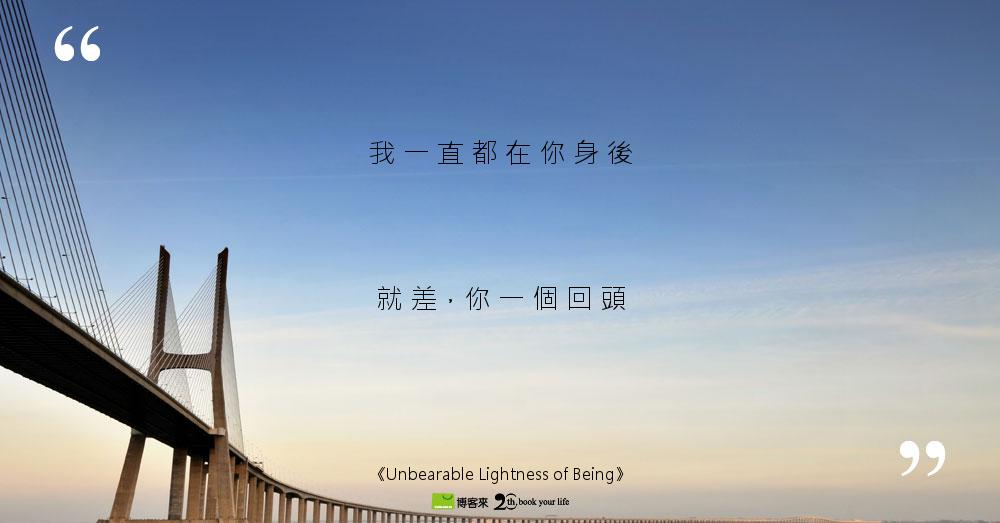 “
我一直都在你身後
就差，你一個回頭
《Unbearable Lightness of Being》
博客來 20th, book your life
”